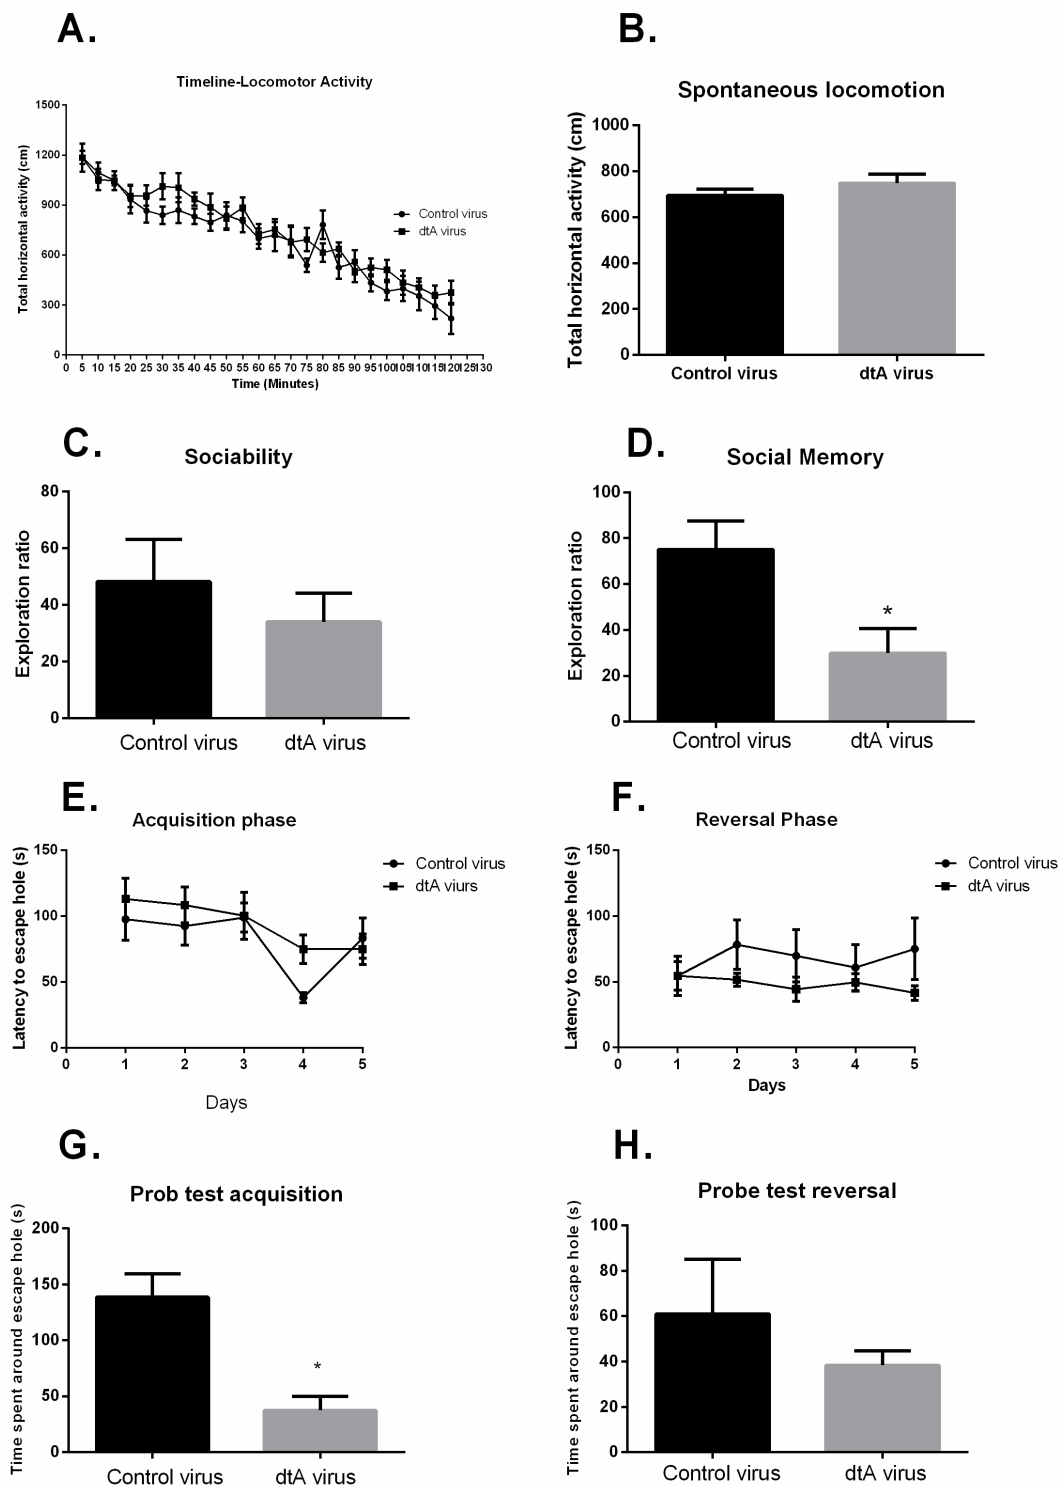 A.
Timeline-Locomotor Activity
Total horizontal activity (cm)
1500
1200
900
600
300
0
0 5 10 15 20 25 30 35 40 45 50 55 60 65 70 75 80 85 90 95 100 105 110 115 120 125 130
Time (Minutes)
Control virus
dtA virus
B.
Spontaneous locomotion
Total horizontal activity (cm)
1000
800
600
400
200
0
Control virus dtA virus
C.
Sociability
Exploration ratio
80
60
40
20
0
Control virus dtA virus
D.
Social Memory
Exploration ratio
100
80
60
40
20
0
*
Control virus dtA virus
E.
Acquisition phase
Latency to escape hole (s)
150
100
50
0
0 1 2 3 4 5
Days
Control virus
dtA viurs
F.
Reversal Phase
Latency to escape hole (s)
150
100
50
0
0 1 2 3 4 5
Days
Control virus
dtA virus
G.
Prob test acquisition
Time spent around escape hole (s)
200
150
100
50
0
*
Control virus dtA virus
H.
Probe test reversal
Time spent around escape hole (s)
100
80
60
40
20
0
Control virus dtA virus